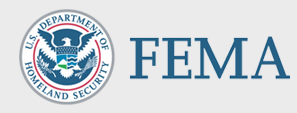 U.S. DEPARTMENT OF
HOMELAND SECURITY
FEMA